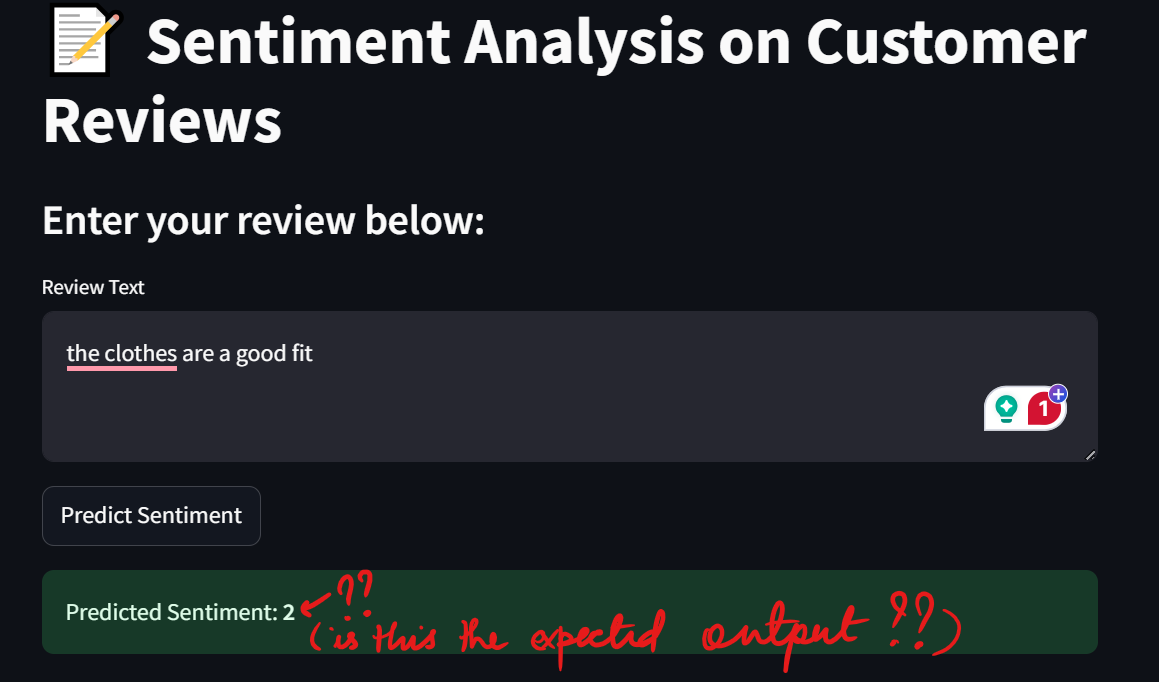 Sentiment Analysis on Customer
Reviews
Enter your review below:
Review Text
the clothes are a good fit
1
Predict Sentiment
Predicted Sentiment: 2 ??
(is this the expected output ??)